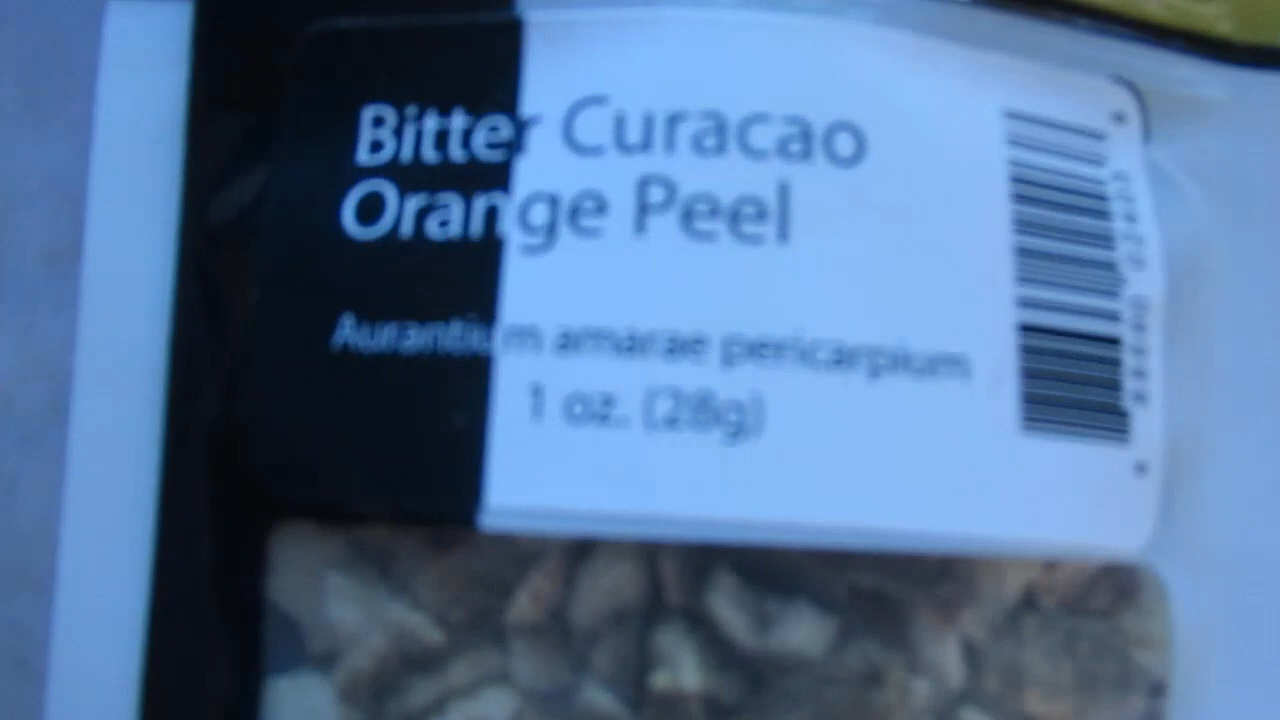 Bitter Curacao
Orange Peel
Aurantium amarae pericarpium
1 oz. (28g)